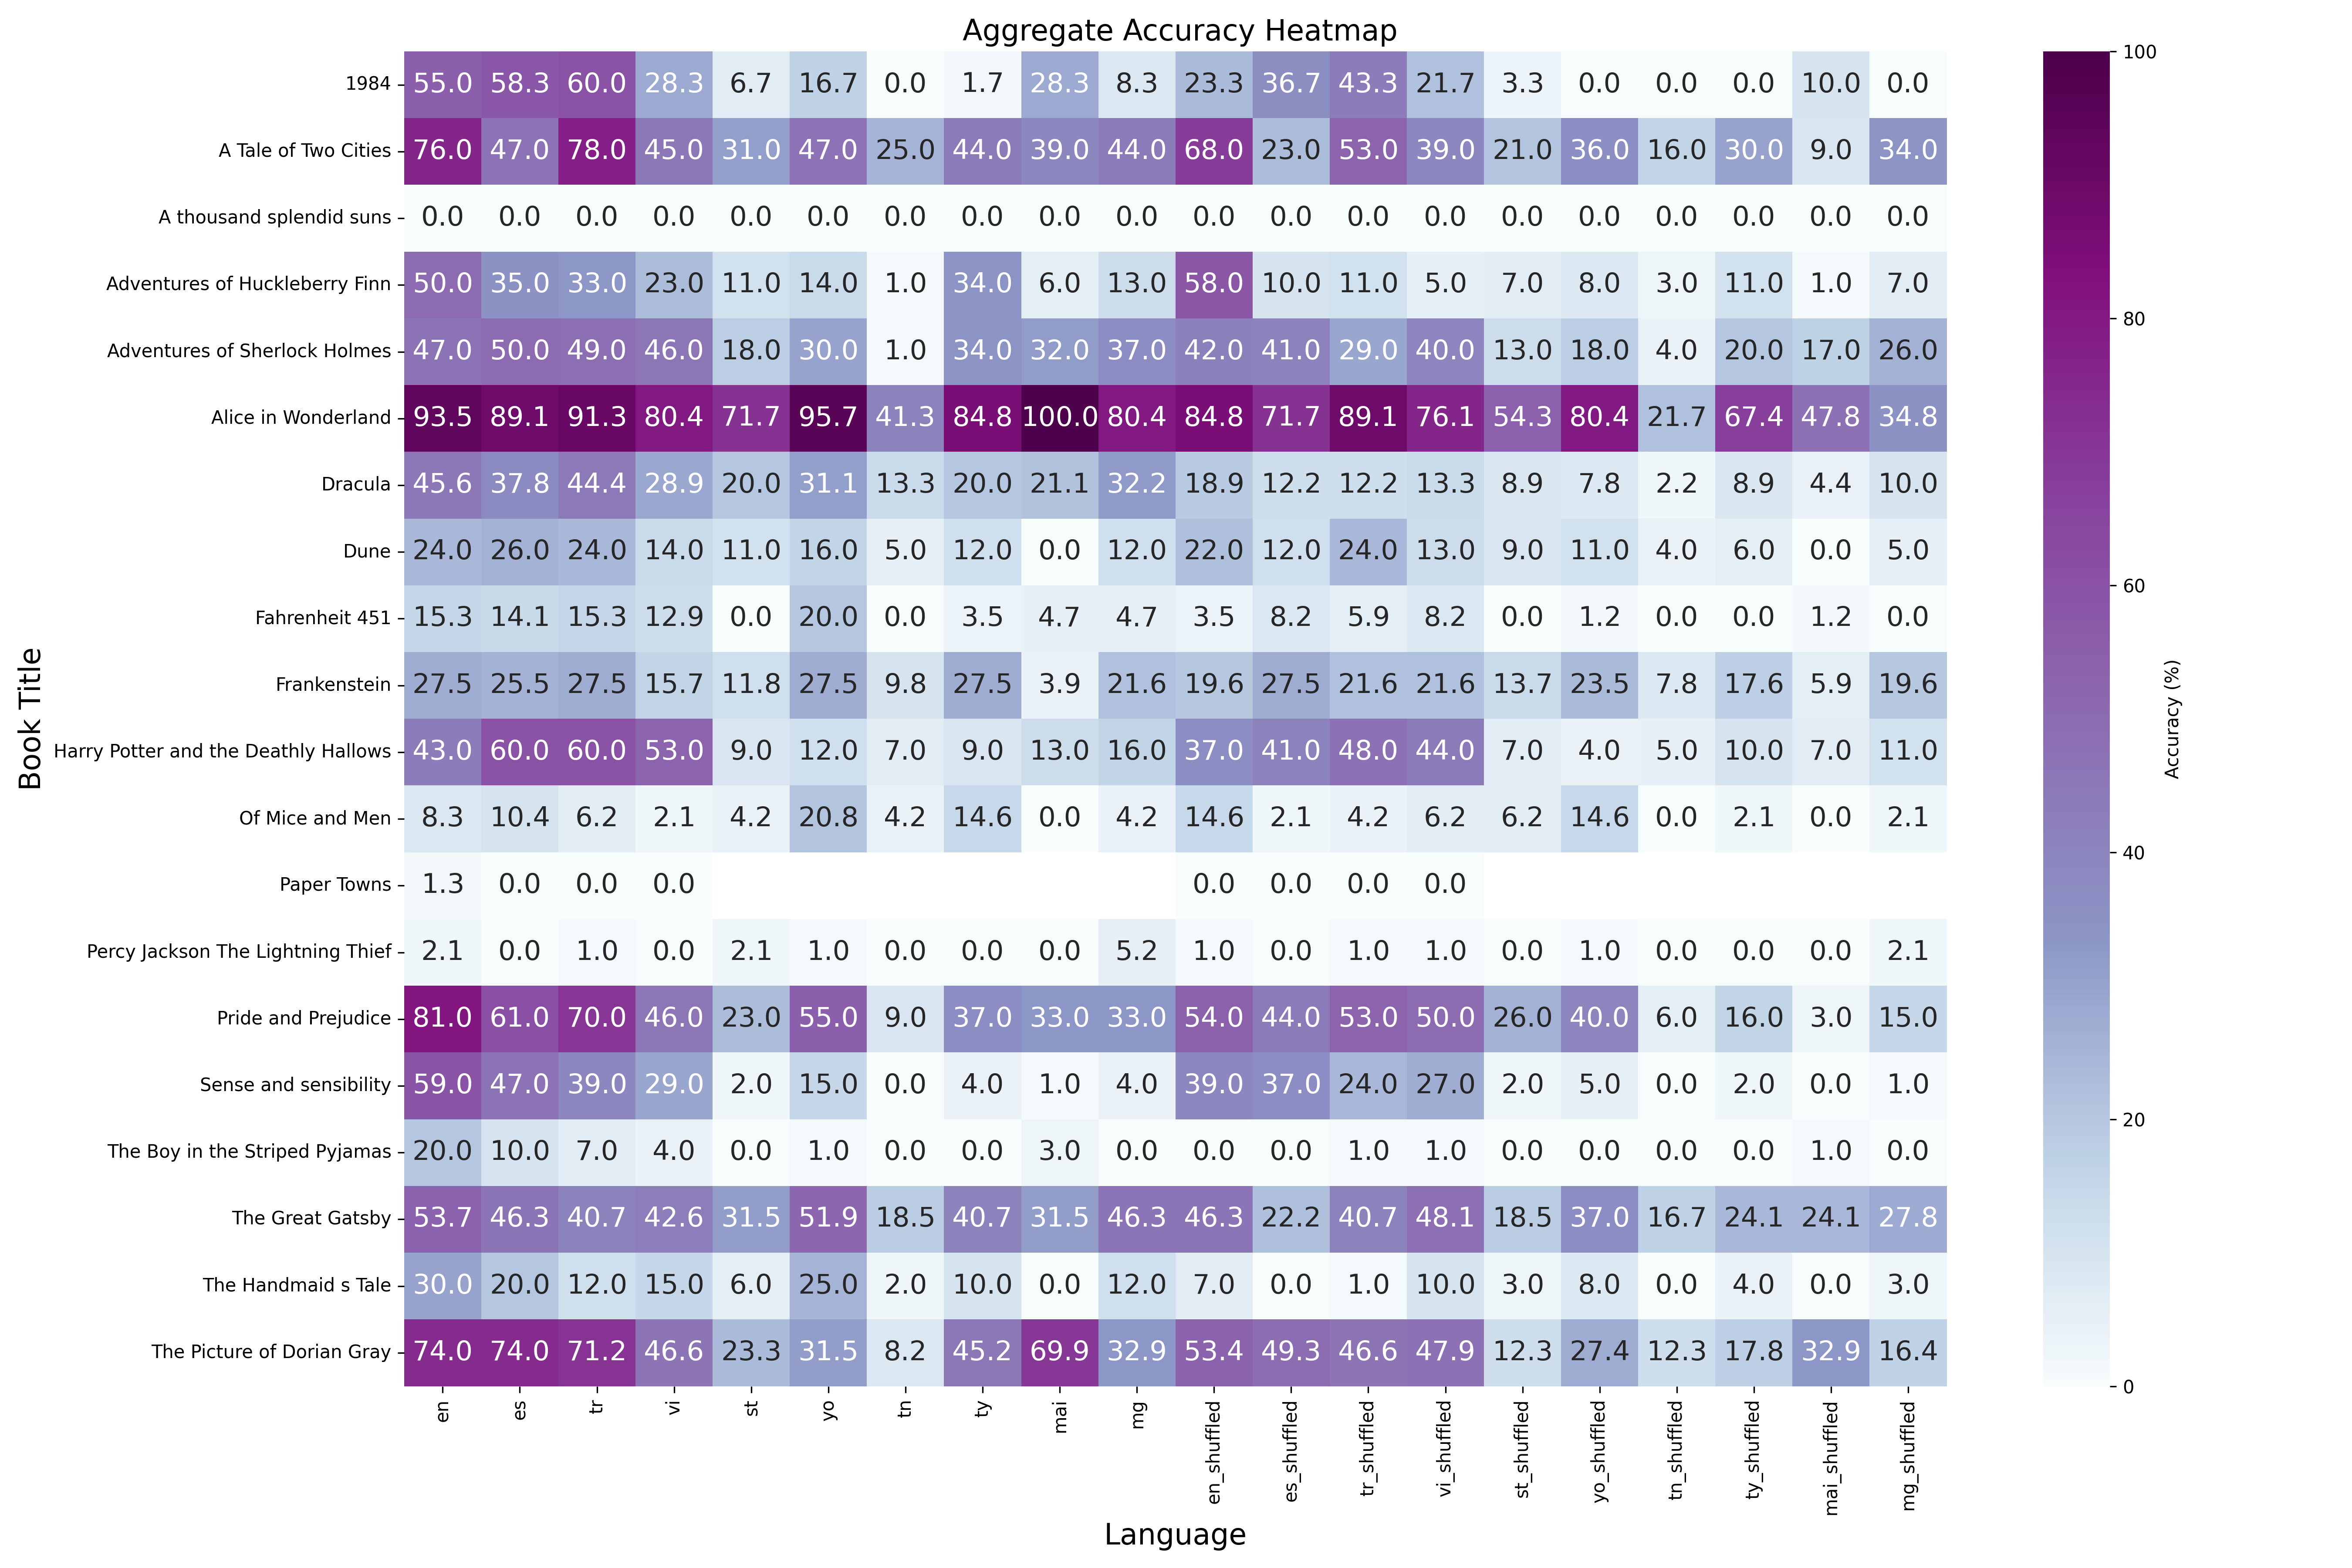 Aggregate Accuracy Heatmap
1984 55.0 58.3 60.0 28.3 6.7 16.7 0.0 1.7 28.3 8.3 23.3 36.7 43.3 21.7 3.3 0.0 0.0 0.0 10.0 0.0
A Tale of Two Cities 76.0 47.0 78.0 45.0 31.0 47.0 25.0 44.0 39.0 44.0 68.0 23.0 53.0 39.0 21.0 36.0 16.0 30.0 9.0 34.0
A thousand splendid suns 0.0 0.0 0.0 0.0 0.0 0.0 0.0 0.0 0.0 0.0 0.0 0.0 0.0 0.0 0.0 0.0 0.0 0.0 0.0 0.0
Adventures of Huckleberry Finn 50.0 35.0 33.0 23.0 11.0 14.0 1.0 34.0 6.0 13.0 58.0 10.0 11.0 5.0 7.0 8.0 3.0 11.0 1.0 7.0
Adventures of Sherlock Holmes 47.0 50.0 49.0 46.0 18.0 30.0 1.0 34.0 32.0 37.0 42.0 41.0 29.0 40.0 13.0 18.0 4.0 20.0 17.0 26.0
Alice in Wonderland 93.5 89.1 91.3 80.4 71.7 95.7 41.3 84.8 100.0 80.4 84.8 71.7 89.1 76.1 54.3 80.4 21.7 67.4 47.8 34.8
Dracula 45.6 37.8 44.4 28.9 20.0 31.1 13.3 20.0 21.1 32.2 18.9 12.2 12.2 13.3 8.9 7.8 2.2 8.9 4.4 10.0
Dune 24.0 26.0 24.0 14.0 11.0 16.0 5.0 12.0 0.0 12.0 22.0 12.0 24.0 13.0 9.0 11.0 4.0 6.0 0.0 5.0
Fahrenheit 451 15.3 14.1 15.3 12.9 0.0 20.0 0.0 3.5 4.7 4.7 3.5 8.2 5.9 8.2 0.0 1.2 0.0 0.0 1.2 0.0
Frankenstein 27.5 25.5 27.5 15.7 11.8 27.5 9.8 27.5 3.9 21.6 19.6 27.5 21.6 21.6 13.7 23.5 7.8 17.6 5.9 19.6
Harry Potter and the Deathly Hallows 43.0 60.0 60.0 53.0 9.0 12.0 7.0 9.0 13.0 16.0 37.0 41.0 48.0 44.0 7.0 4.0 5.0 10.0 7.0 11.0
Of Mice and Men 8.3 10.4 6.2 2.1 4.2 20.8 4.2 14.6 0.0 4.2 14.6 2.1 4.2 6.2 6.2 14.6 0.0 2.1 0.0 2.1
Paper Towns 1.3 0.0 0.0 0.0 0.0 0.0 0.0 0.0
Percy Jackson The Lightning Thief 2.1 0.0 1.0 0.0 2.1 1.0 0.0 0.0 0.0 5.2 1.0 0.0 1.0 1.0 0.0 1.0 0.0 0.0 0.0 2.1
Pride and Prejudice 81.0 61.0 70.0 46.0 23.0 55.0 9.0 37.0 33.0 33.0 54.0 44.0 53.0 50.0 26.0 40.0 6.0 16.0 3.0 15.0
Sense and sensibility 59.0 47.0 39.0 29.0 2.0 15.0 0.0 4.0 1.0 4.0 39.0 37.0 24.0 27.0 2.0 5.0 0.0 2.0 0.0 1.0
The Boy in the Striped Pyjamas 20.0 10.0 7.0 4.0 0.0 1.0 0.0 0.0 3.0 0.0 0.0 0.0 1.0 1.0 0.0 0.0 0.0 0.0 1.0 0.0
The Great Gatsby 53.7 46.3 40.7 42.6 31.5 51.9 18.5 40.7 31.5 46.3 46.3 22.2 40.7 48.1 18.5 37.0 16.7 24.1 24.1 27.8
The Handmaid s Tale 30.0 20.0 12.0 15.0 6.0 25.0 2.0 10.0 0.0 12.0 7.0 0.0 1.0 10.0 3.0 8.0 0.0 4.0 0.0 3.0
The Picture of Dorian Gray 74.0 74.0 71.2 46.6 23.3 31.5 8.2 45.2 69.9 32.9 53.4 49.3 46.6 47.9 12.3 27.4 12.3 17.8 32.9 16.4
en es tr vi st yo tn ty mai mg en_shuffled es_shuffled tr_shuffled vi_shuffled st_shuffled yo_shuffled tn_shuffled ty_shuffled mai_shuffled mg_shuffled
Language
Book Title
100
80
60
40
20
0
Accuracy (%)